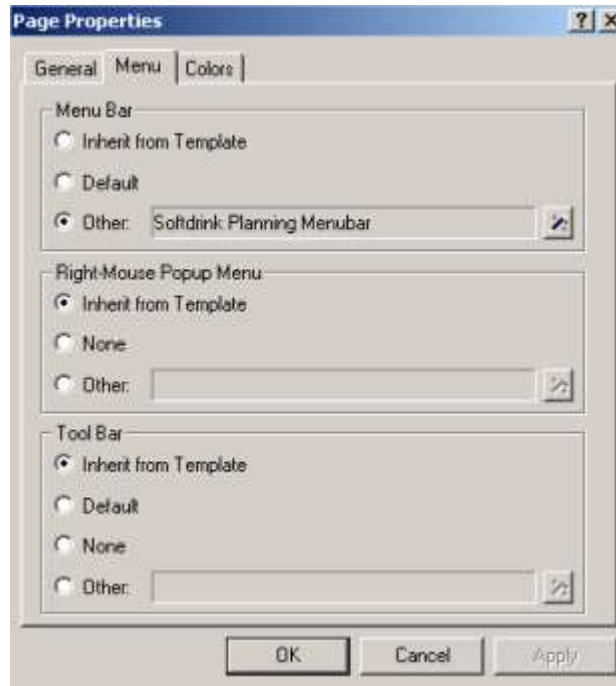 Page Properties
General Menu Colors
Menu Bar
Inherit from Template
Default
Other: Softdrink Planning Menubar
Right-Mouse Popup Menu
Inherit from Template
None
Other:
Tool Bar
Inherit from Template
Default
None
Other:
OK Cancel Apply